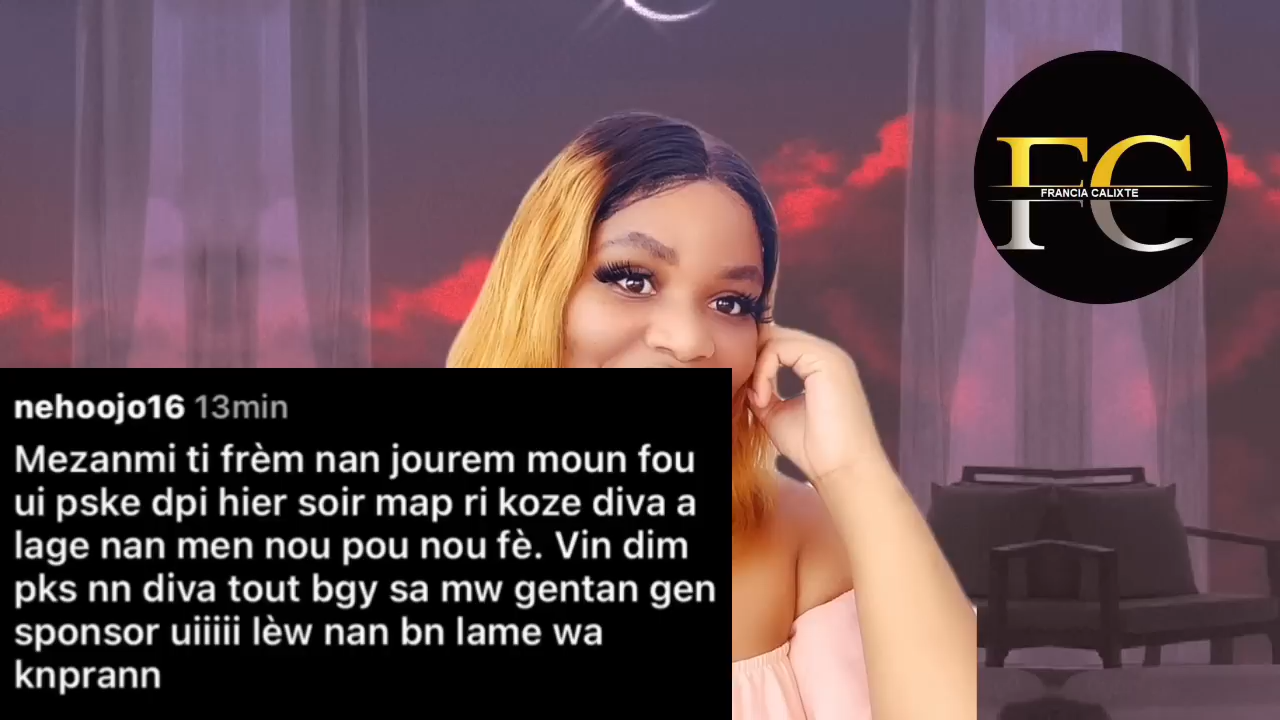 FC
FRANCIA CALIXTE
nehoojo16 13min
Mezanmi ti frèm nan jourem moun fou
ui pske dpi hier soir map ri koze diva a
lage nan men nou pou nou fè. Vin dim
pks nn diva tout bgy sa mw gentan gen
sponsor uiiiii lèw nan bn lame wa
knprann